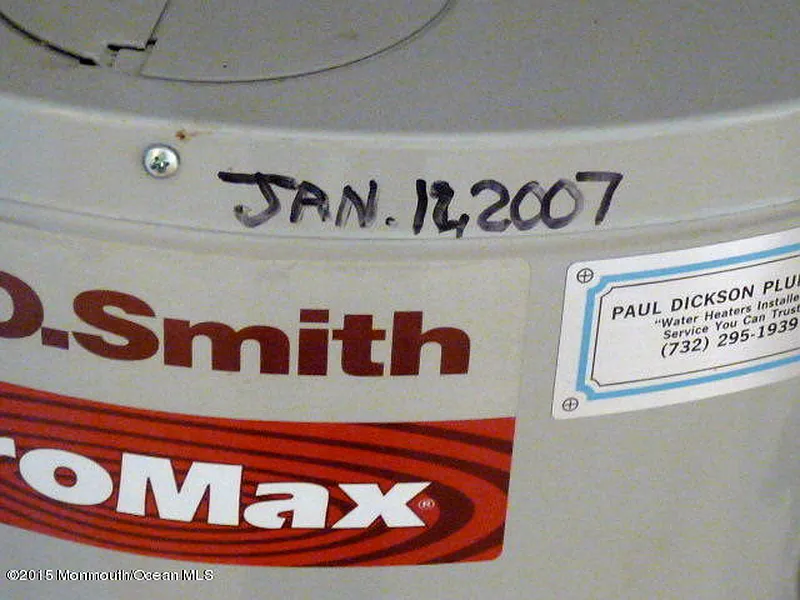 JAN. 12, 2007
O.Smith
roMax®
PAUL DICKSON PLU
"Water Heaters Installe
Service You Can Trust
(732) 295-1939
©2015 Monmouth/Ocean MLS